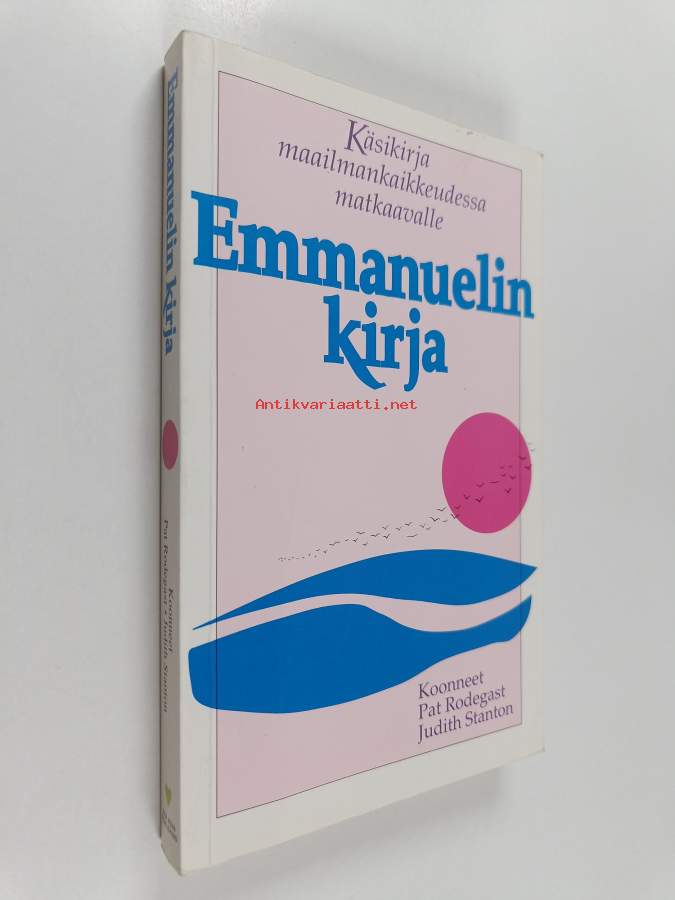 Käsikirja
maailmankaikkeudessa
matkaavalle
Emmanuelin
kirja
Antikvariaatti.net
Koonneet
Pat Rodegast
Judith Stanton
Emmanuelin kirja
Koonneet
Pat Rodegast • Judith Stanton